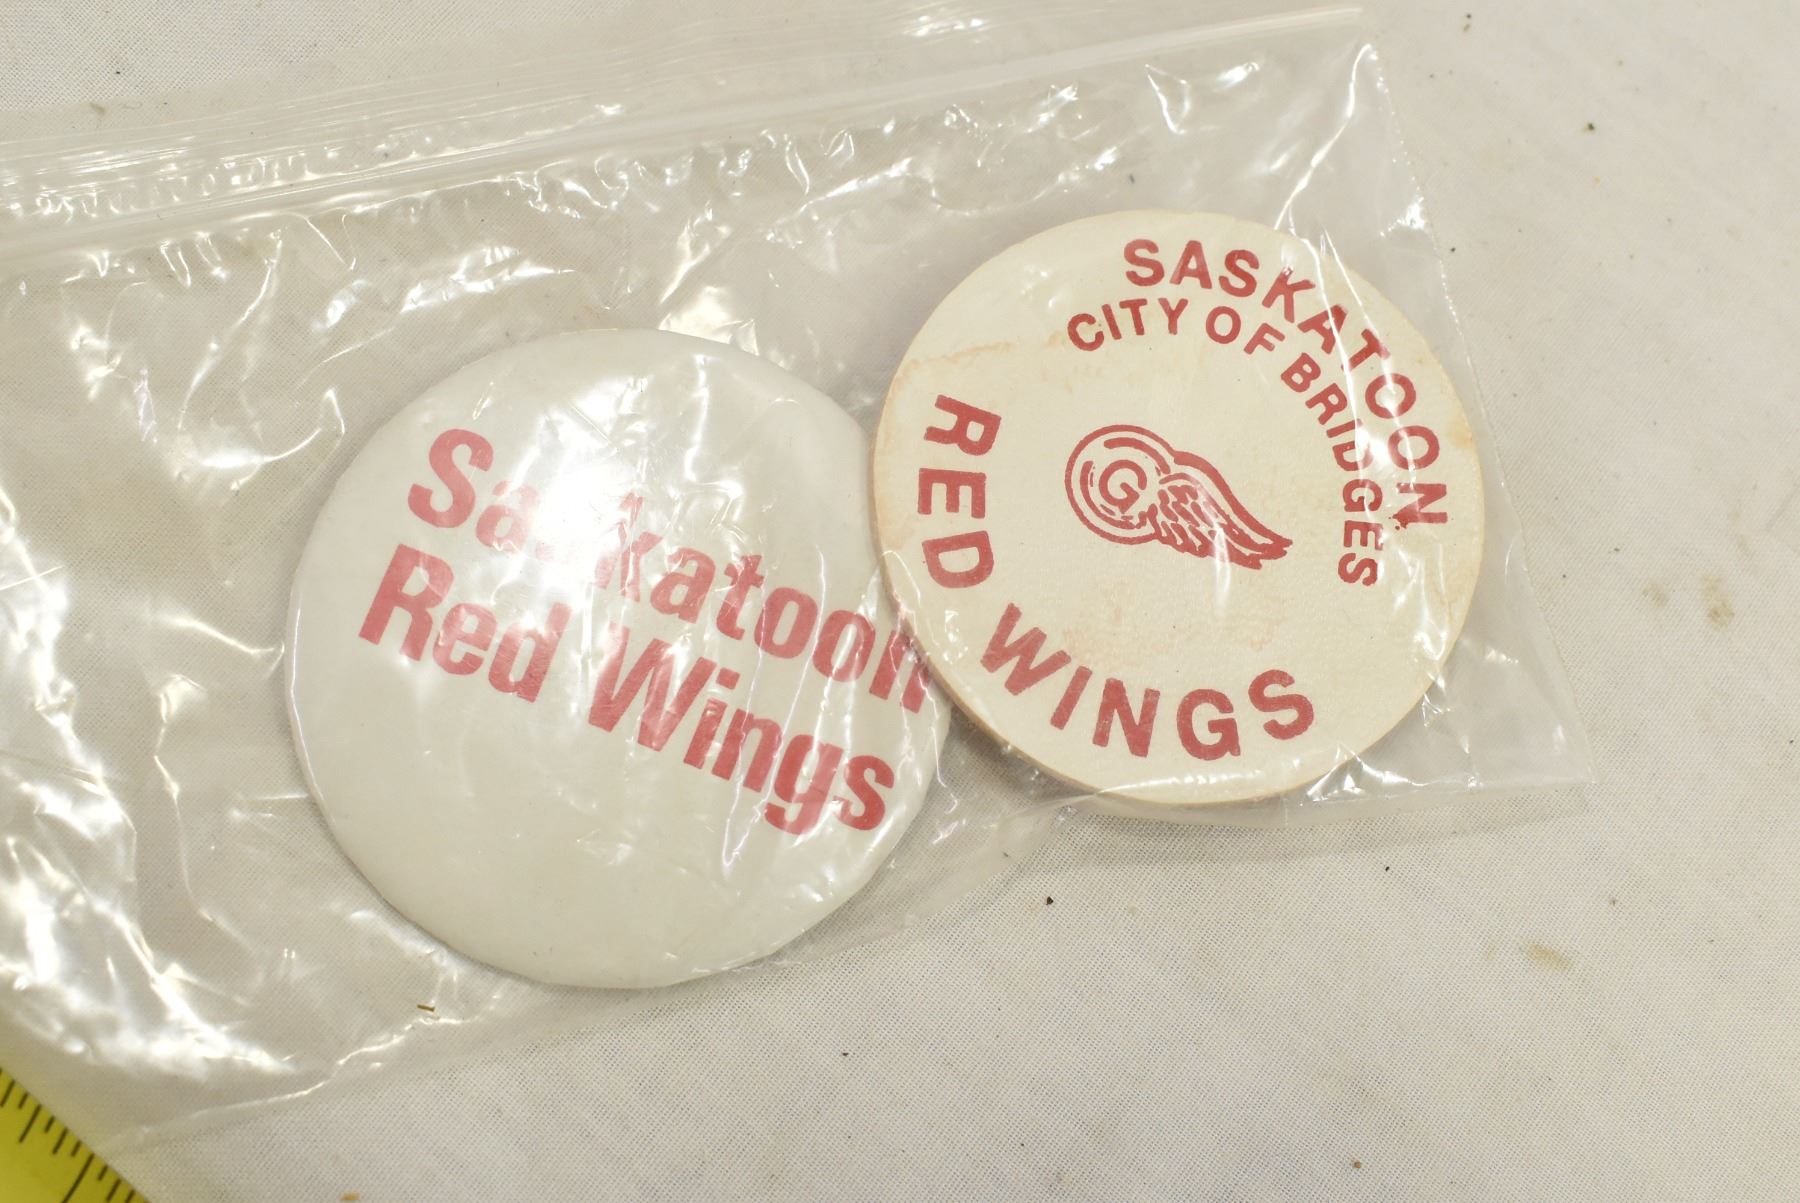 Saskatoon
Red Wings
SASKATOON
CITY OF BRIDGES
G
RED WINGS